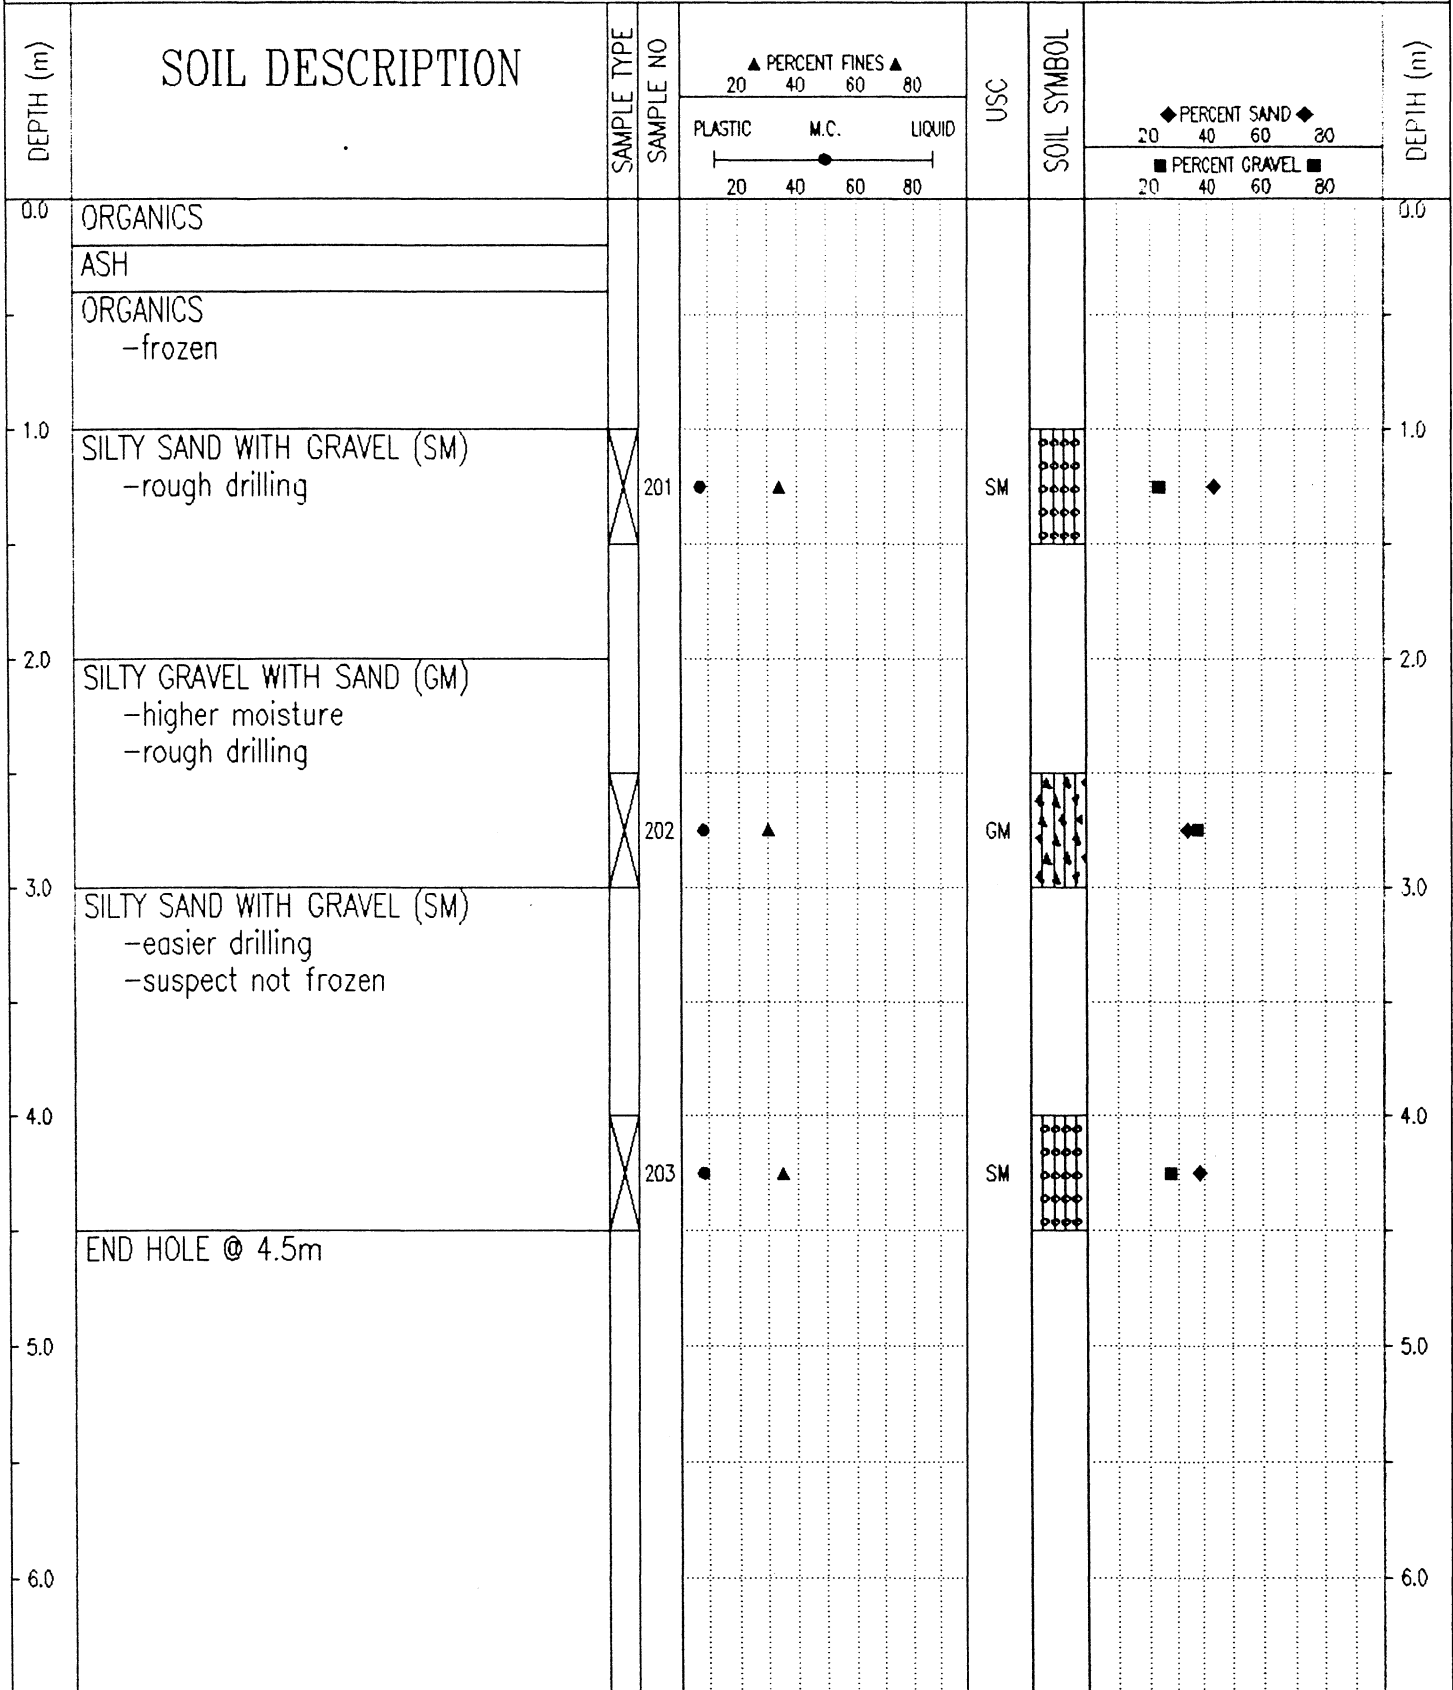 DEPTH (m)
SOIL DESCRIPTION
SAMPLE TYPE
SAMPLE NO
▲ PERCENT FINES ▲
20 40 60 80
PLASTIC M.C. LIQUID
20 40 60 80
USC
SOIL SYMBOL
◆ PERCENT SAND ◆
20 40 60 80
■ PERCENT GRAVEL ■
20 40 60 80
DEPTH (m)
0.0 ORGANICS 0.0
ASH
ORGANICS
-frozen
1.0 1.0
SILTY SAND WITH GRAVEL (SM)
-rough drilling 201 SM
2.0 2.0
SILTY GRAVEL WITH SAND (GM)
-higher moisture
-rough drilling
202 GM
3.0 3.0
SILTY SAND WITH GRAVEL (SM)
-easier drilling
-suspect not frozen
4.0 4.0
203 SM
END HOLE @ 4.5m
5.0 5.0
6.0 6.0